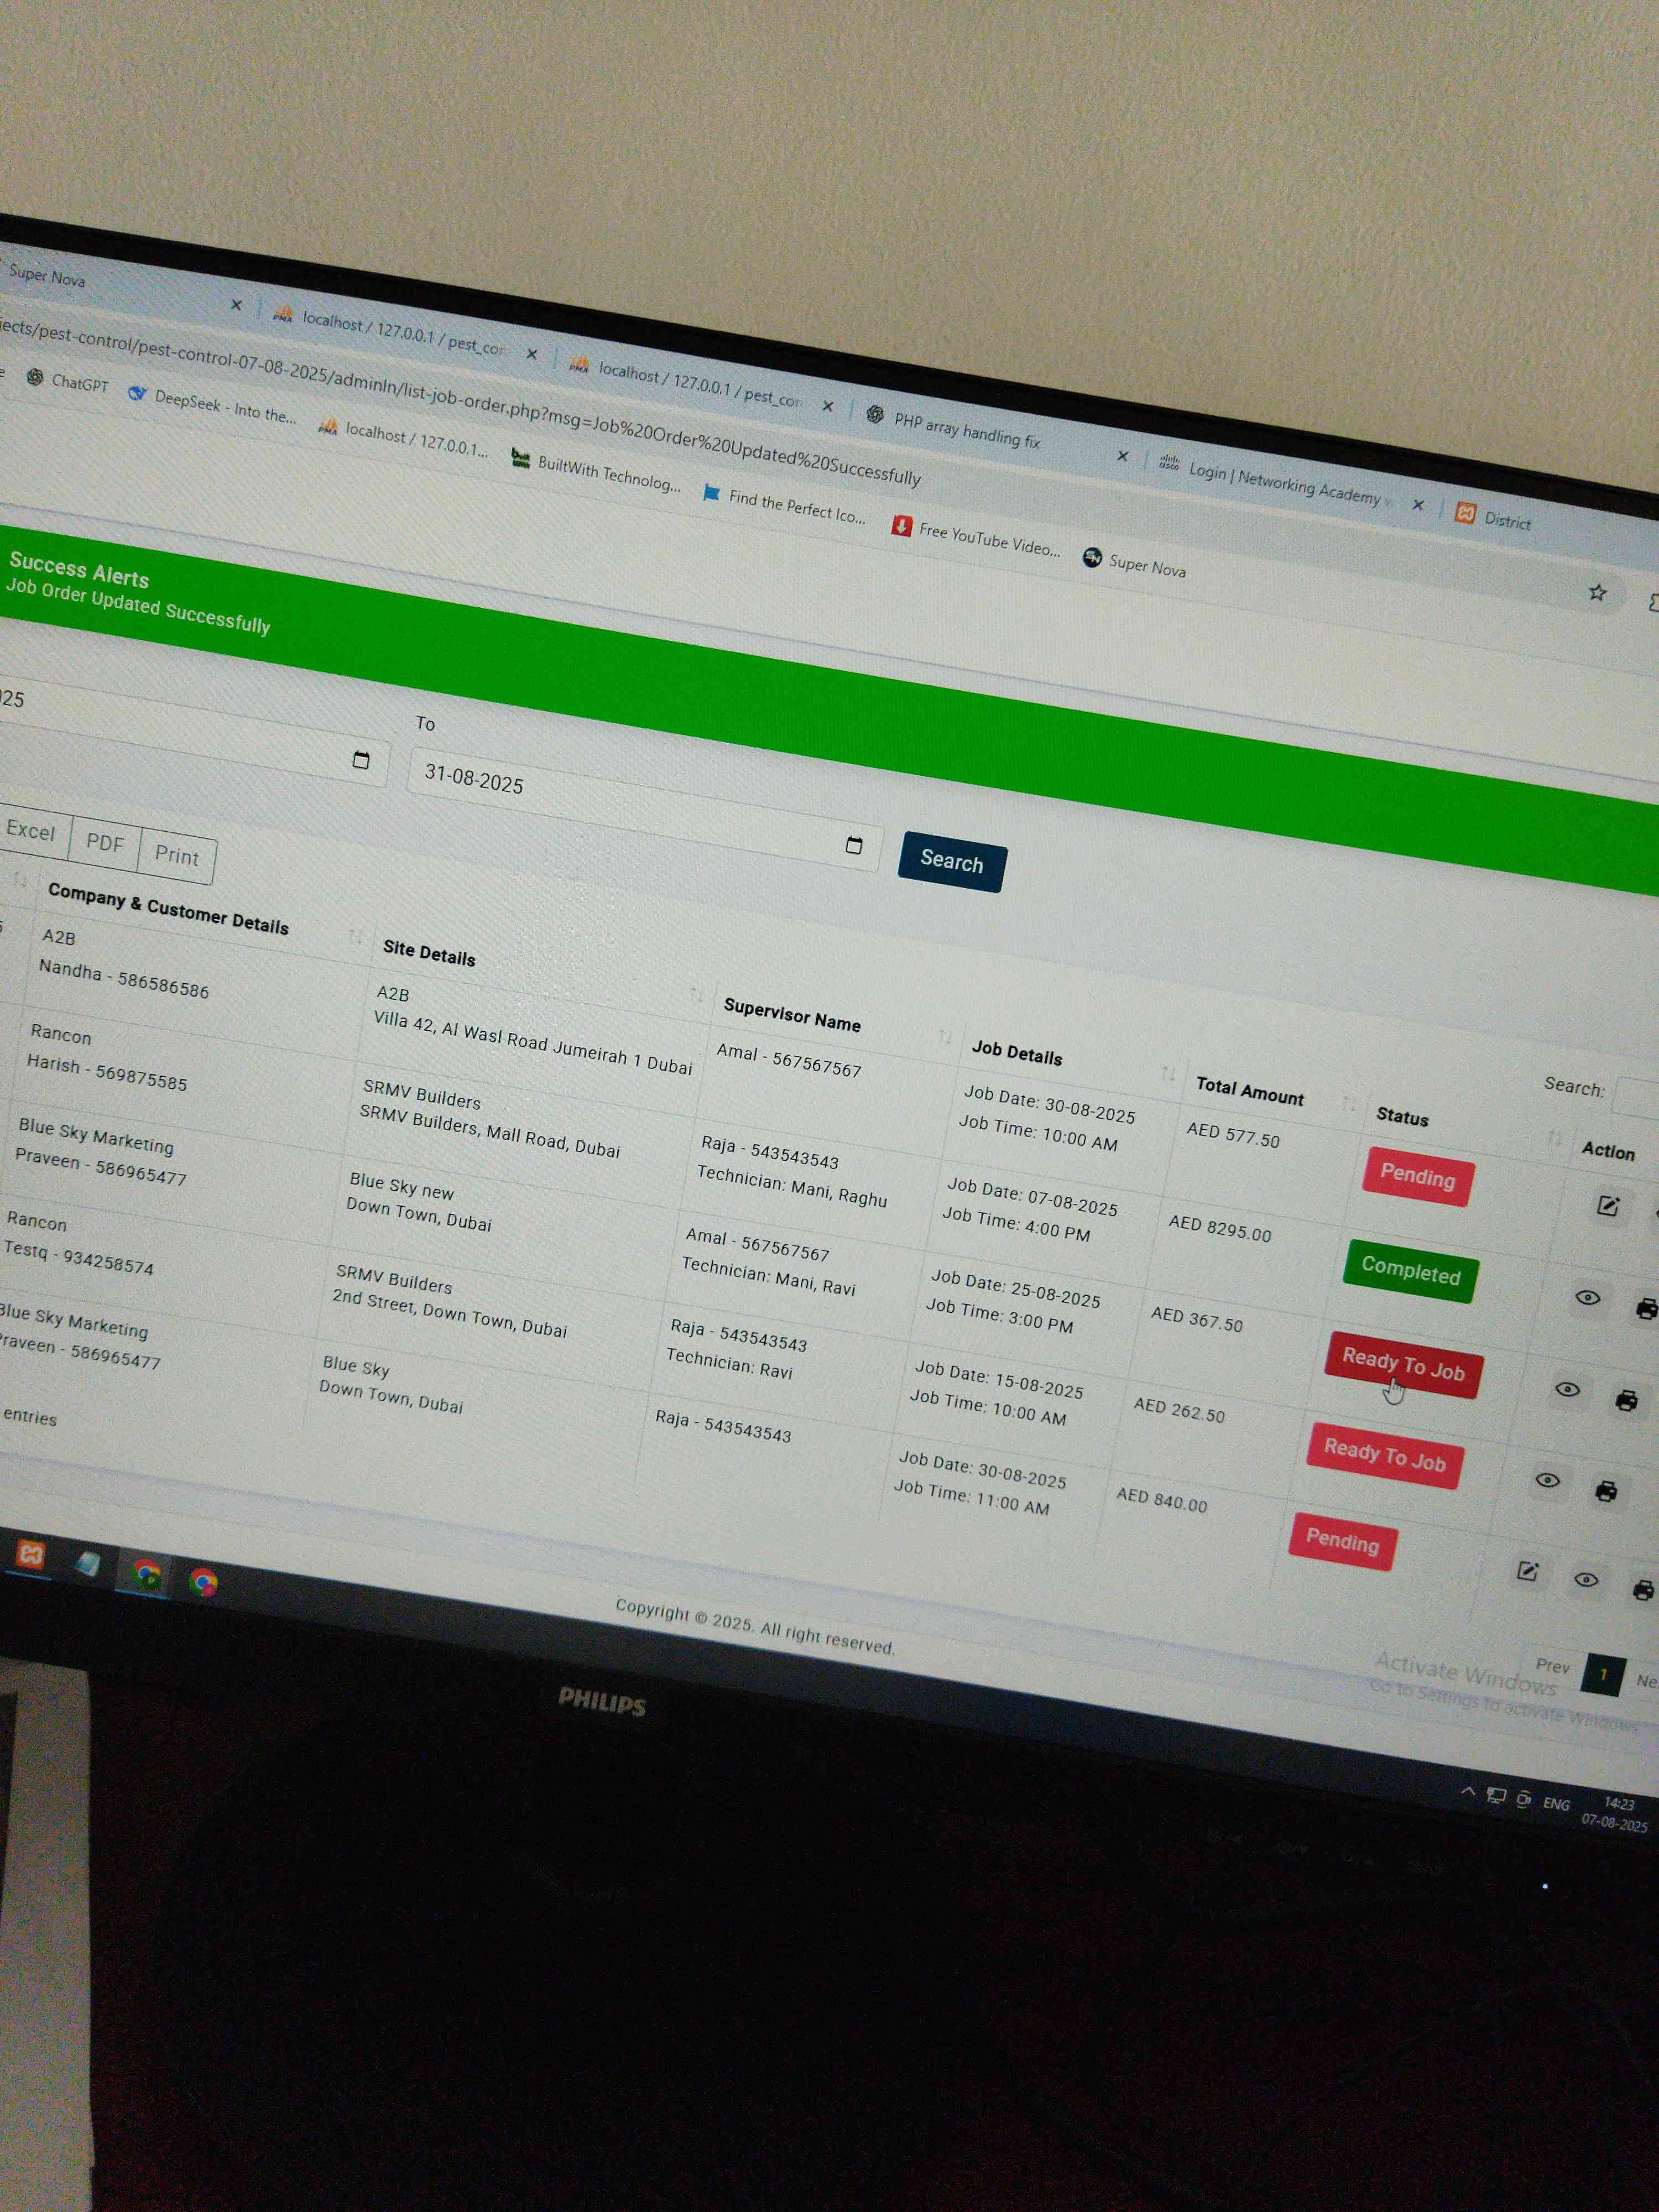 Super Nova
localhost / 127.0.0.1 / pest_con
localhost / 127.0.0.1 / pest_con
PHP array handling fix
Login | Networking Academy
District
jects/pest-control/pest-control-07-08-2025/adminln/list-job-order.php?msg=Job%20Order%20Updated%20Successfully
ChatGPT
DeepSeek - Into the...
localhost / 127.0.0.1...
BuiltWith Technolog...
Find the Perfect Ico...
Free YouTube Video...
Super Nova
Success Alerts
Job Order Updated Successfully
025
To
31-08-2025
Search
Excel PDF Print
Search:
Company & Customer Details
Site Details
Supervisor Name
Job Details
Total Amount
Status
Action
A2B
Nandha - 586586586
A2B
Villa 42, Al Wasl Road Jumeirah 1 Dubai
Amal - 567567567
Job Date: 30-08-2025
Job Time: 10:00 AM
AED 577.50
Pending
Rancon
Harish - 569875585
SRMV Builders
SRMV Builders, Mall Road, Dubai
Raja - 543543543
Technician: Mani, Raghu
Job Date: 07-08-2025
Job Time: 4:00 PM
AED 8295.00
Completed
Blue Sky Marketing
Praveen - 586965477
Blue Sky new
Down Town, Dubai
Amal - 567567567
Technician: Mani, Ravi
Job Date: 25-08-2025
Job Time: 3:00 PM
AED 367.50
Ready To Job
Rancon
Testq - 934258574
SRMV Builders
2nd Street, Down Town, Dubai
Raja - 543543543
Technician: Ravi
Job Date: 15-08-2025
Job Time: 10:00 AM
AED 262.50
Ready To Job
Blue Sky Marketing
Praveen - 586965477
Blue Sky
Down Town, Dubai
Raja - 543543543
Job Date: 30-08-2025
Job Time: 11:00 AM
AED 840.00
Pending
entries
Prev 1 Ne
Copyright © 2025. All right reserved.
Activate Windows
Go to Settings to activate Windows.
ENG
14:23
07-08-2025
PHILIPS